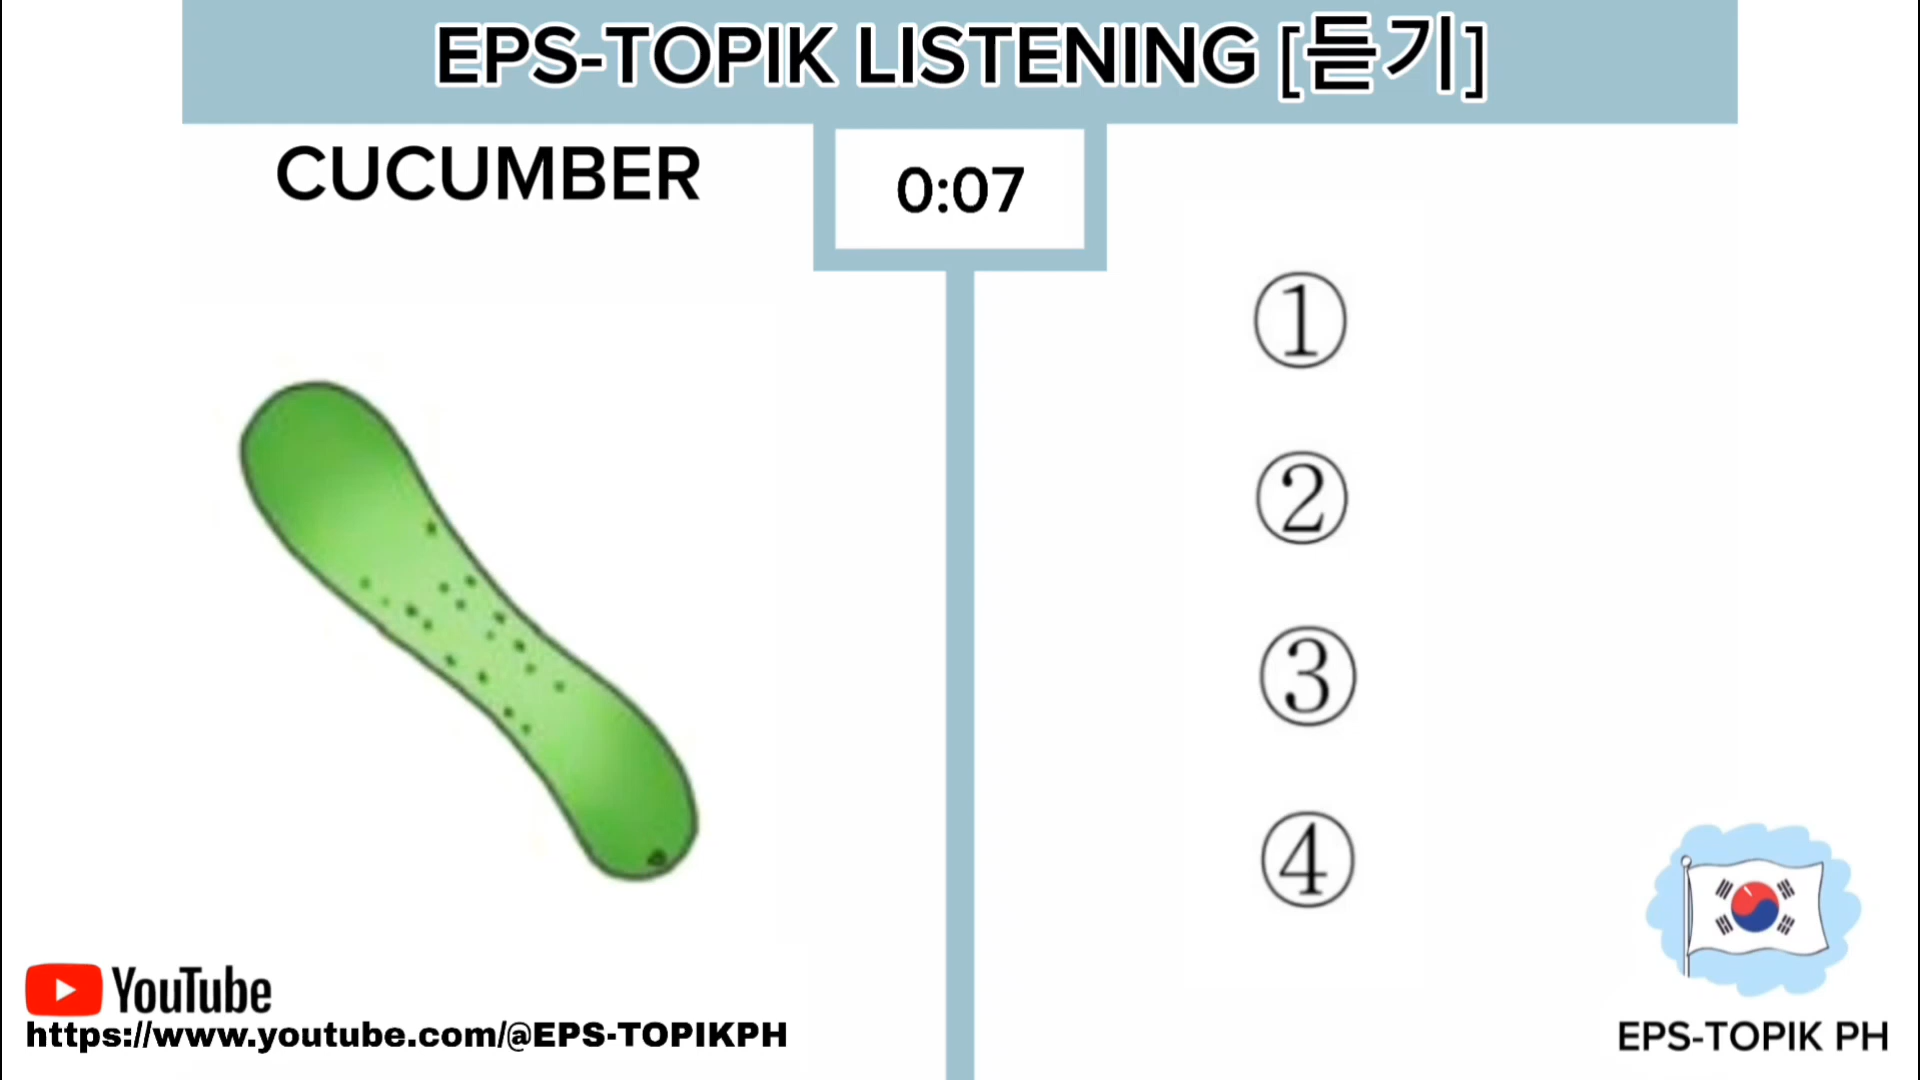 EPS-TOPIK LISTENING [듣기]
CUCUMBER
0:07
①
②
③
④
YouTube
https://www.youtube.com/@EPS-TOPIKPH
EPS-TOPIK PH